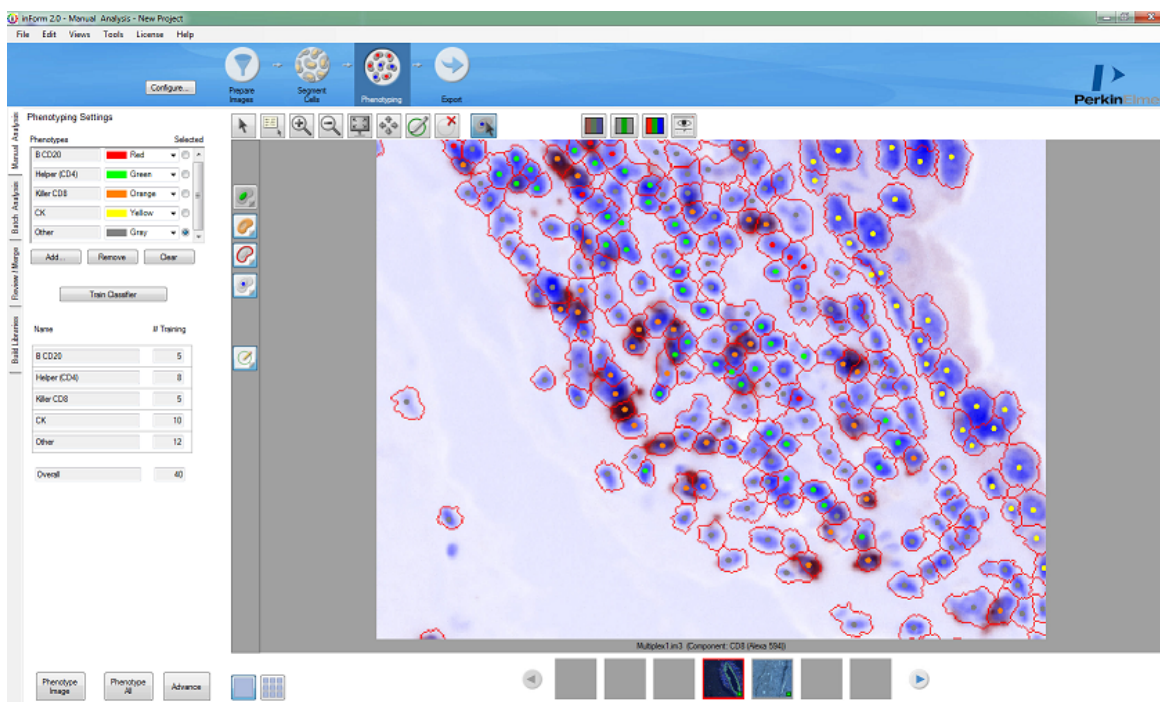 inForm 2.0 - Manual Analysis - New Project
File Edit Views Tools License Help
Configure...
Prepare Images
Segment Cells
Phenotyping
Export
PerkinElmer
Manual Analysis
Batch Analysis
Review / Merge
Build Libraries
Phenotyping Settings
Phenotypes Selected
B CD20 Red
Helper (CD4) Green
Killer CD8 Orange
CK Yellow
Other Gray
Add... Remove Clear
Train Classifier
Name # Training
B CD20 5
Helper (CD4) 8
Killer CD8 5
CK 10
Other 12
Overall 40
Multiplex1.im3 (Component: CD8 (Alexa 594))
Phenotype Image
Phenotype All
Advance